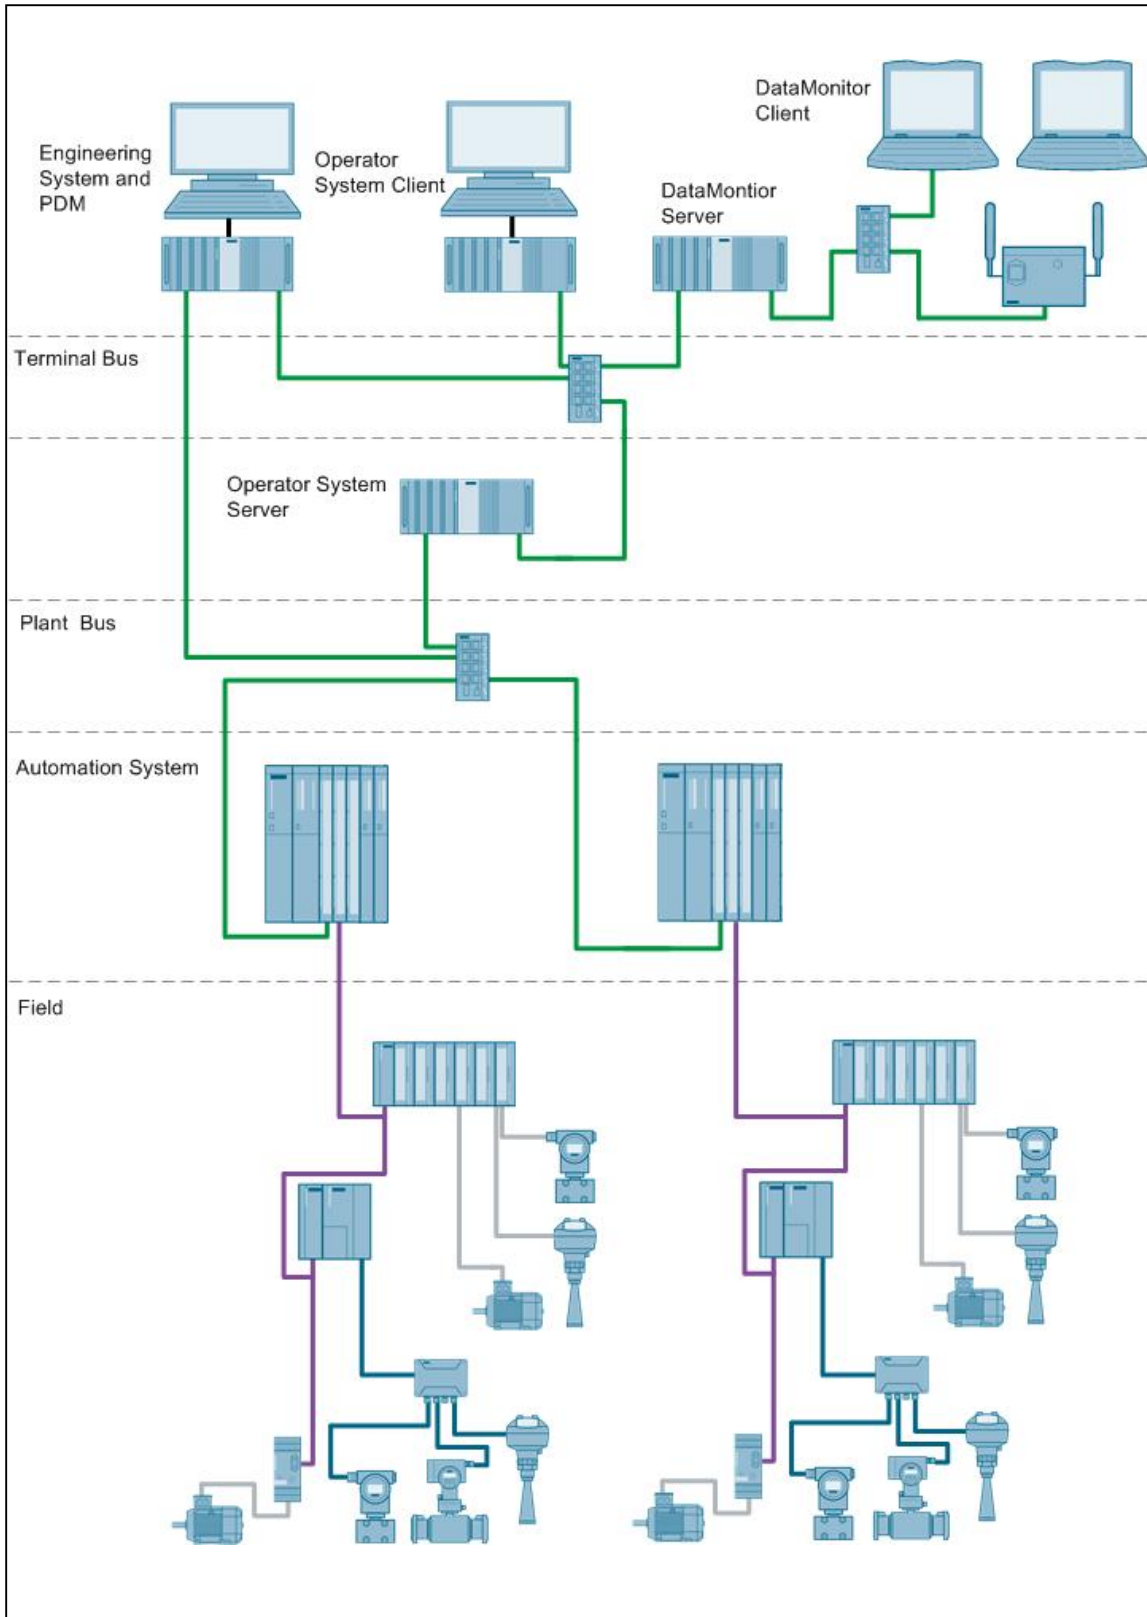 DataMonitor
Client
Engineering
System and
PDM
Operator
System Client
DataMontior
Server
Terminal Bus
Operator System
Server
Plant Bus
Automation System
Field